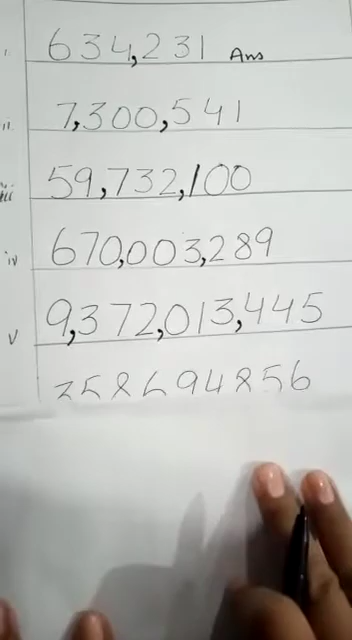 i. 634,231 Ans
ii. 7,300,541
iii 59,732,100
iv 670,003,289
v 9,372,013,445
358694856